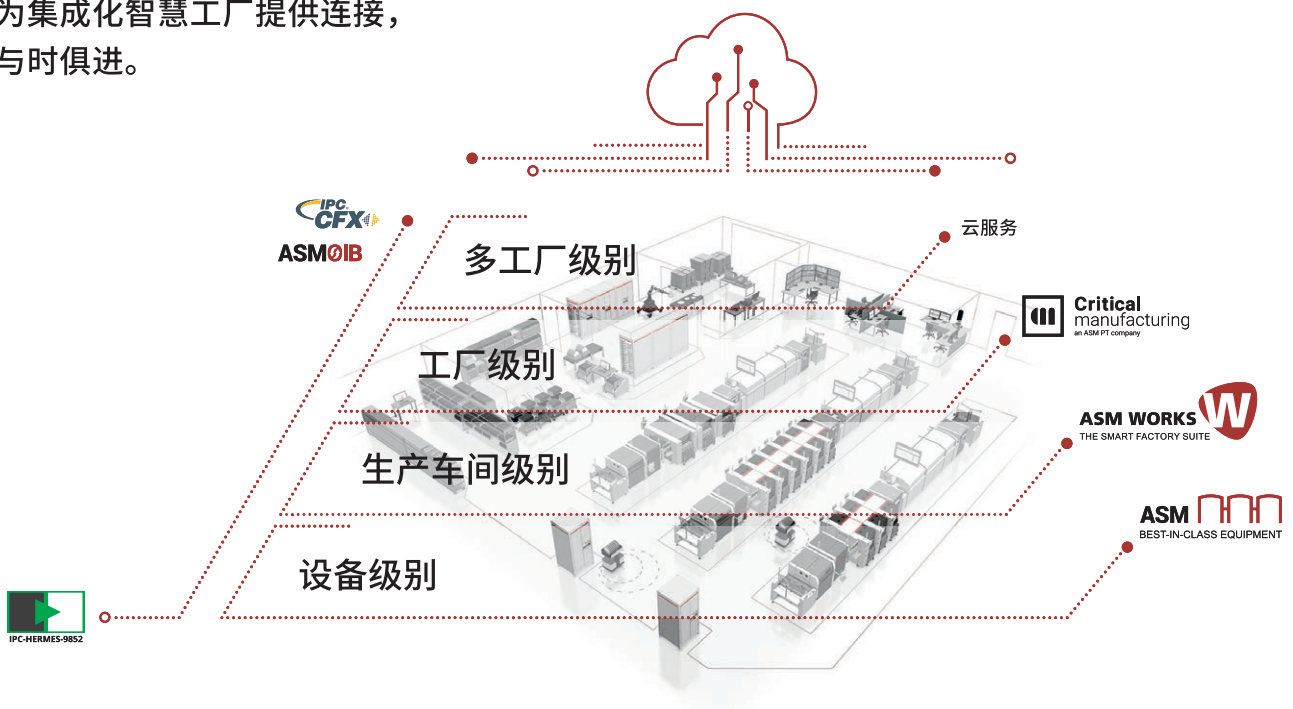 为集成化智慧工厂提供连接，
与时俱进。
IPC
CFX
ASM OIB
云服务
多工厂级别
Critical
manufacturing
an ASM PT company
工厂级别
ASM WORKS
W
THE SMART FACTORY SUITE
生产车间级别
ASM
BEST-IN-CLASS EQUIPMENT
设备级别
IPC-HERMES-9852